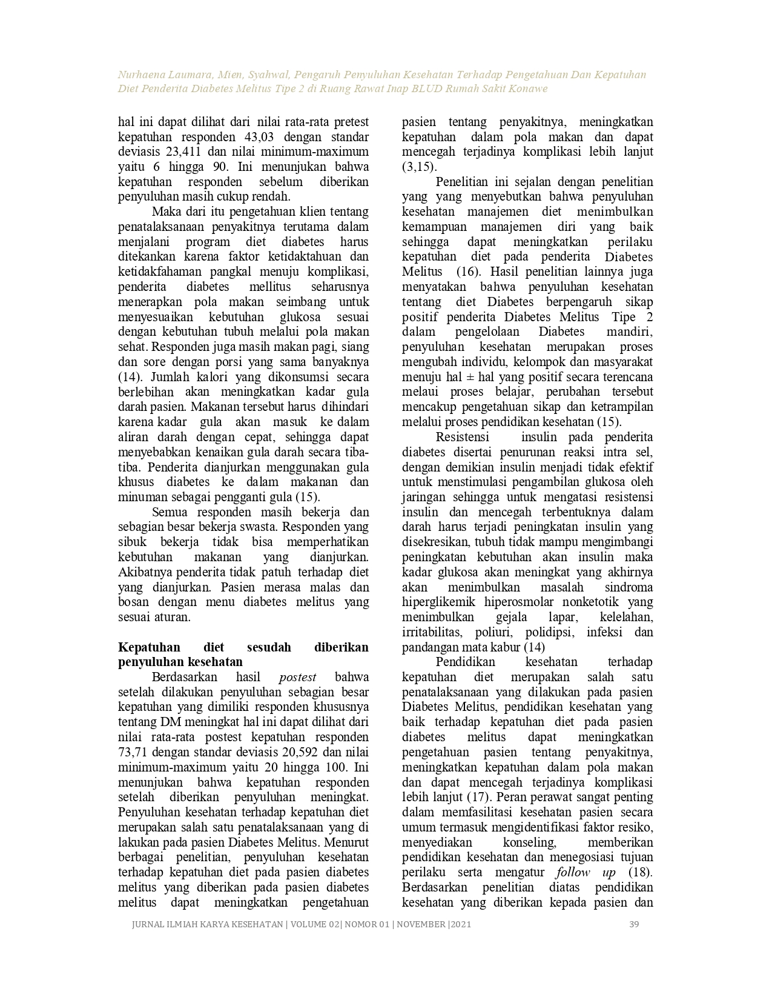 Nurhaena Laumara, Mien, Syahwal, Pengaruh Penyuluhan Kesehatan Terhadap Pengetahuan Dan Kepatuhan
Diet Penderita Diabetes Melitus Tipe 2 di Ruang Rawat Inap BLUD Rumah Sakit Konawe
hal ini dapat dilihat dari nilai rata-rata pretest
kepatuhan responden 43,03 dengan standar
deviasis 23,411 dan nilai minimum-maximum
yaitu 6 hingga 90. Ini menunjukan bahwa
kepatuhan responden sebelum diberikan
penyuluhan masih cukup rendah.
Maka dari itu pengetahuan klien tentang
penatalaksanaan penyakitnya terutama dalam
menjalani program diet diabetes harus
ditekankan karena faktor ketidaktahuan dan
ketidakfahaman pangkal menuju komplikasi,
penderita diabetes mellitus seharusnya
menerapkan pola makan seimbang untuk
menyesuaikan kebutuhan glukosa sesuai
dengan kebutuhan tubuh melalui pola makan
sehat. Responden juga masih makan pagi, siang
dan sore dengan porsi yang sama banyaknya
(14). Jumlah kalori yang dikonsumsi secara
berlebihan akan meningkatkan kadar gula
darah pasien. Makanan tersebut harus dihindari
karena kadar gula akan masuk ke dalam
aliran darah dengan cepat, sehingga dapat
menyebabkan kenaikan gula darah secara tiba-
tiba. Penderita dianjurkan menggunakan gula
khusus diabetes ke dalam makanan dan
minuman sebagai pengganti gula (15).
Semua responden masih bekerja dan
sebagian besar bekerja swasta. Responden yang
sibuk bekerja tidak bisa memperhatikan
kebutuhan makanan yang dianjurkan.
Akibatnya penderita tidak patuh terhadap diet
yang dianjurkan. Pasien merasa malas dan
bosan dengan menu diabetes melitus yang
sesuai aturan.
Kepatuhan diet sesudah diberikan
penyuluhan kesehatan
Berdasarkan hasil postest bahwa
setelah dilakukan penyuluhan sebagian besar
kepatuhan yang dimiliki responden khususnya
tentang DM meningkat hal ini dapat dilihat dari
nilai rata-rata postest kepatuhan responden
73,71 dengan standar deviasis 20,592 dan nilai
minimum-maximum yaitu 20 hingga 100. Ini
menunjukan bahwa kepatuhan responden
setelah diberikan penyuluhan meningkat.
Penyuluhan kesehatan terhadap kepatuhan diet
merupakan salah satu penatalaksanaan yang di
lakukan pada pasien Diabetes Melitus. Menurut
berbagai penelitian, penyuluhan kesehatan
terhadap kepatuhan diet pada pasien diabetes
melitus yang diberikan pada pasien diabetes
melitus dapat meningkatkan pengetahuan
pasien tentang penyakitnya, meningkatkan
kepatuhan dalam pola makan dan dapat
mencegah terjadinya komplikasi lebih lanjut
(3,15).
Penelitian ini sejalan dengan penelitian
yang yang menyebutkan bahwa penyuluhan
kesehatan manajemen diet menimbulkan
kemampuan manajemen diri yang baik
sehingga dapat meningkatkan perilaku
kepatuhan diet pada penderita Diabetes
Melitus (16). Hasil penelitian lainnya juga
menyatakan bahwa penyuluhan kesehatan
tentang diet Diabetes berpengaruh sikap
positif penderita Diabetes Melitus Tipe 2
dalam pengelolaan Diabetes mandiri,
penyuluhan kesehatan merupakan proses
mengubah individu, kelompok dan masyarakat
menuju hal ± hal yang positif secara terencana
melaui proses belajar, perubahan tersebut
mencakup pengetahuan sikap dan ketrampilan
melalui proses pendidikan kesehatan (15).
Resistensi insulin pada penderita
diabetes disertai penurunan reaksi intra sel,
dengan demikian insulin menjadi tidak efektif
untuk menstimulasi pengambilan glukosa oleh
jaringan sehingga untuk mengatasi resistensi
insulin dan mencegah terbentuknya dalam
darah harus terjadi peningkatan insulin yang
disekresikan, tubuh tidak mampu mengimbangi
peningkatan kebutuhan akan insulin maka
kadar glukosa akan meningkat yang akhirnya
akan menimbulkan masalah sindroma
hiperglikemik hiperosmolar nonketotik yang
menimbulkan gejala lapar, kelelahan,
irritabilitas, poliuri, polidipsi, infeksi dan
pandangan mata kabur (14)
Pendidikan kesehatan terhadap
kepatuhan diet merupakan salah satu
penatalaksanaan yang dilakukan pada pasien
Diabetes Melitus, pendidikan kesehatan yang
baik terhadap kepatuhan diet pada pasien
diabetes melitus dapat meningkatkan
pengetahuan pasien tentang penyakitnya,
meningkatkan kepatuhan dalam pola makan
dan dapat mencegah terjadinya komplikasi
lebih lanjut (17). Peran perawat sangat penting
dalam memfasilitasi kesehatan pasien secara
umum termasuk mengidentifikasi faktor resiko,
menyediakan konseling, memberikan
pendidikan kesehatan dan menegosiasi tujuan
perilaku serta mengatur follow up (18).
Berdasarkan penelitian diatas pendidikan
kesehatan yang diberikan kepada pasien dan
JURNAL ILMIAH KARYA KESEHATAN | VOLUME 02| NOMOR 01 | NOVEMBER |2021 39